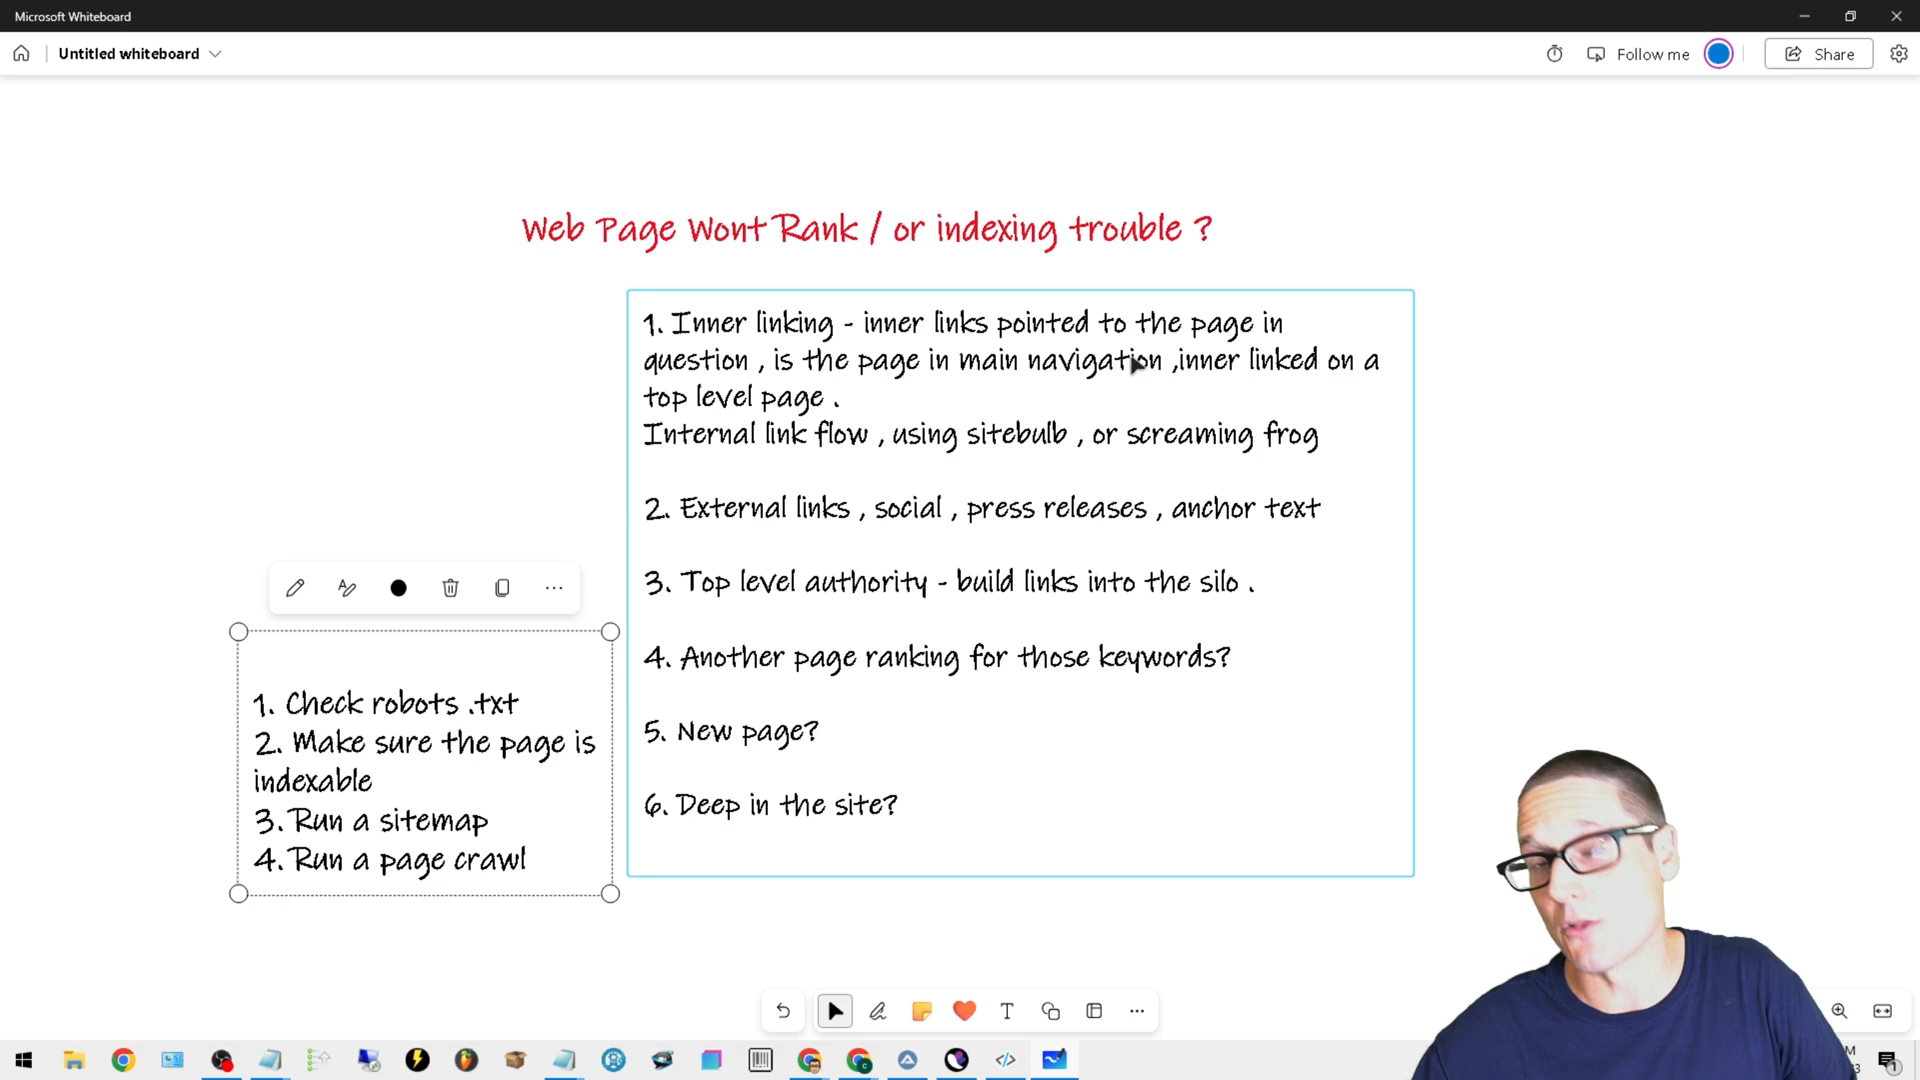 Microsoft Whiteboard
Untitled whiteboard
Follow me
Share
Web Page Wont Rank / or indexing trouble ?
1. Inner linking - inner links pointed to the page in
question , is the page in main navigation ,inner linked on a
top level page .
Internal link flow , using sitebulb , or screaming frog
2. External links , social , press releases , anchor text
3. Top level authority - build links into the silo .
4. Another page ranking for those keywords?
5. New page?
6. Deep in the site?
1. Check robots .txt
2. Make sure the page is
indexable
3. Run a sitemap
4. Run a page crawl